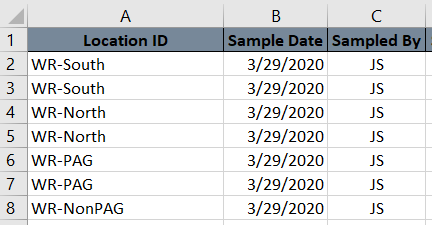 A B C
1 Location ID Sample Date Sampled By
2 WR-South 3/29/2020 JS
3 WR-South 3/29/2020 JS
4 WR-North 3/29/2020 JS
5 WR-North 3/29/2020 JS
6 WR-PAG 3/29/2020 JS
7 WR-PAG 3/29/2020 JS
8 WR-NonPAG 3/29/2020 JS